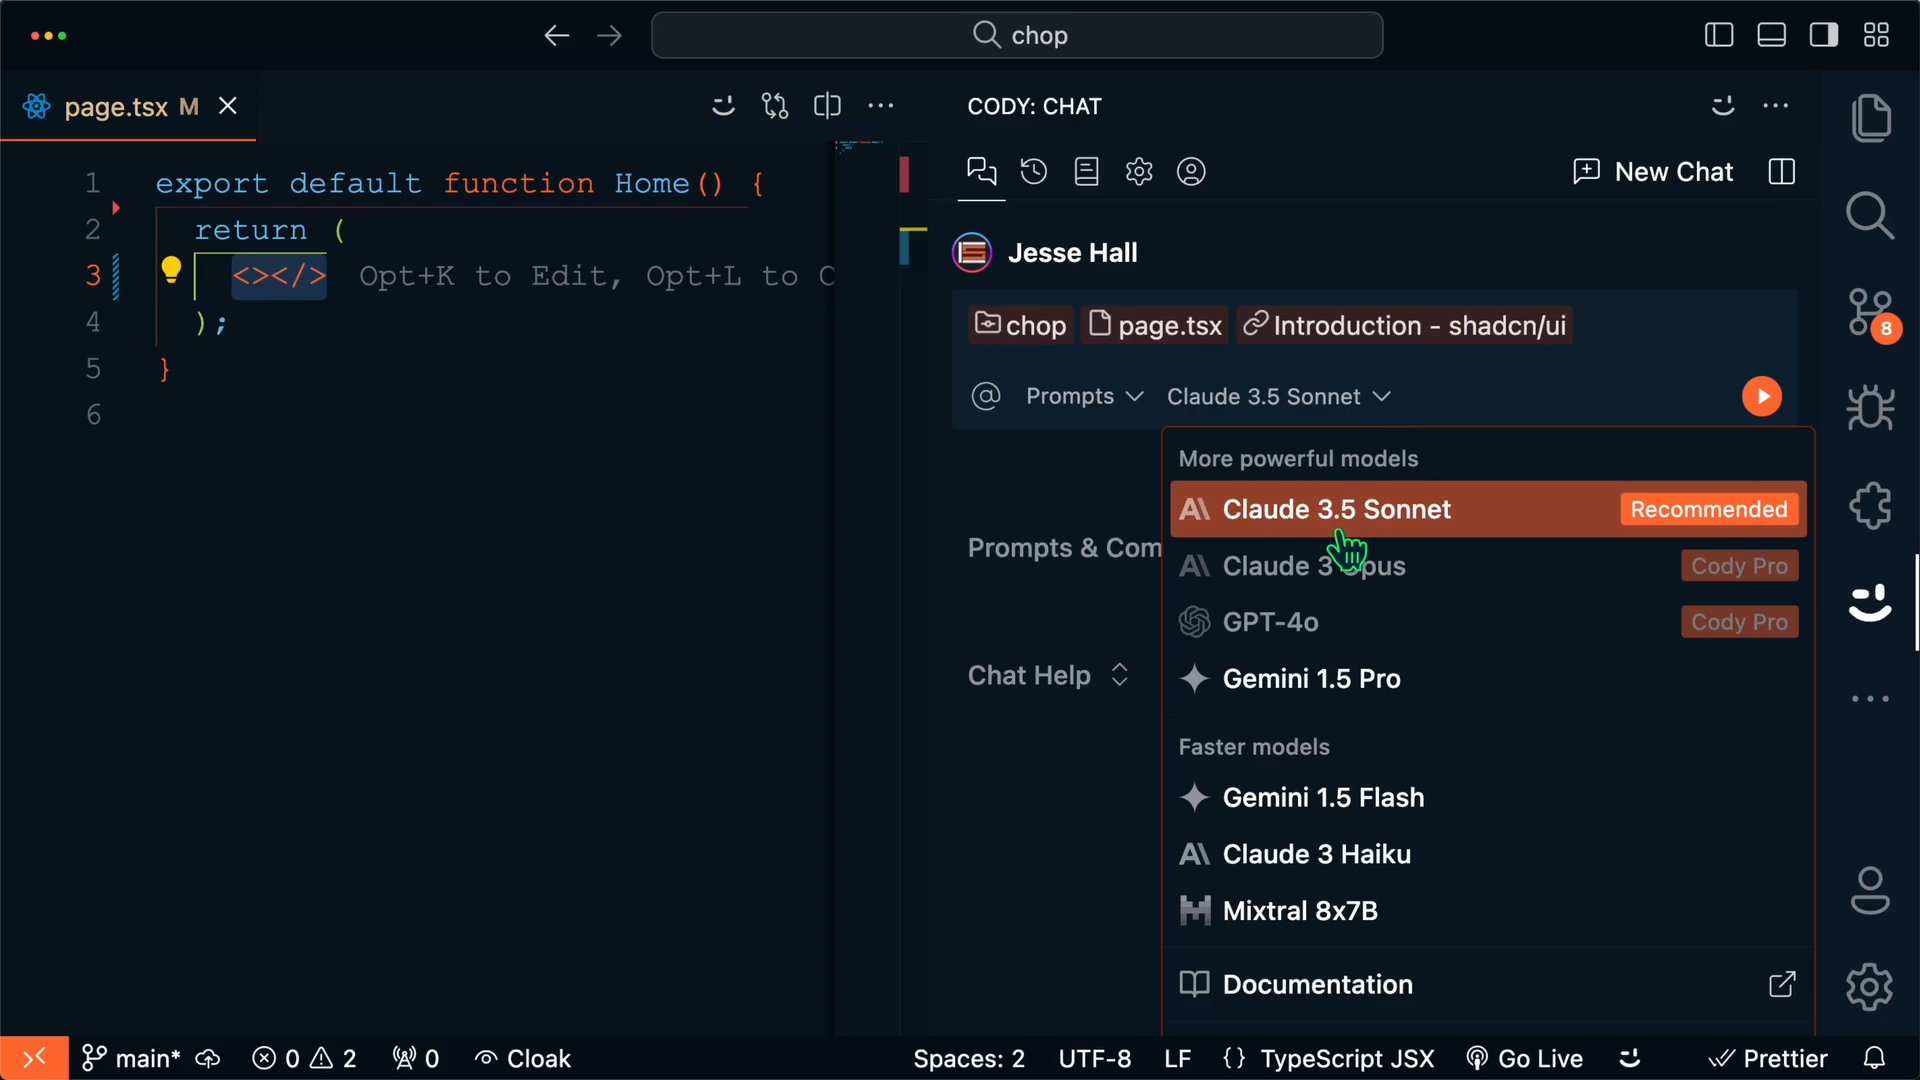 chop
page.tsx M
CODY: CHAT
1 export default function Home() {
2 return (
3 <></> Opt+K to Edit, Opt+L to C
4 );
5 }
6
New Chat
Jesse Hall
chop page.tsx Introduction - shadcn/ui
@ Prompts Claude 3.5 Sonnet
More powerful models
Claude 3.5 Sonnet Recommended
Prompts & Com
Claude 3 Opus Cody Pro
GPT-4o Cody Pro
Chat Help
Gemini 1.5 Pro
Faster models
Gemini 1.5 Flash
Claude 3 Haiku
Mixtral 8x7B
Documentation
8
main* 0 2 0 Cloak Spaces: 2 UTF-8 LF {} TypeScript JSX Go Live Prettier